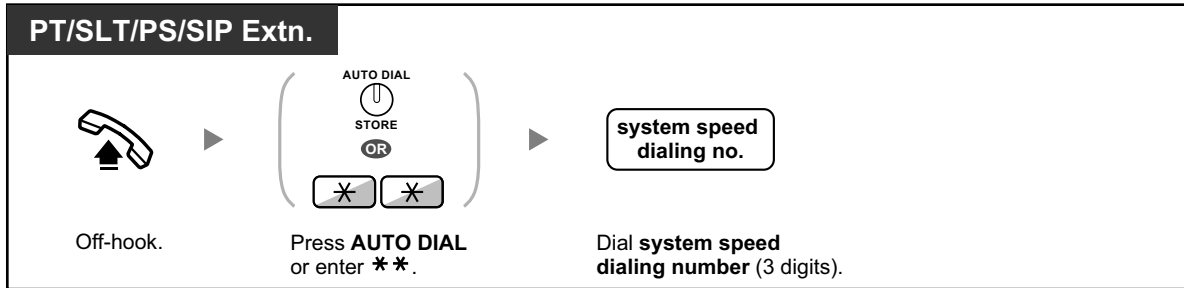 PT/SLT/PS/SIP Extn.
AUTO DIAL
STORE
OR
* *
system speed
dialing no.
Off-hook.
Press AUTO DIAL
or enter * *.
Dial system speed
dialing number (3 digits).